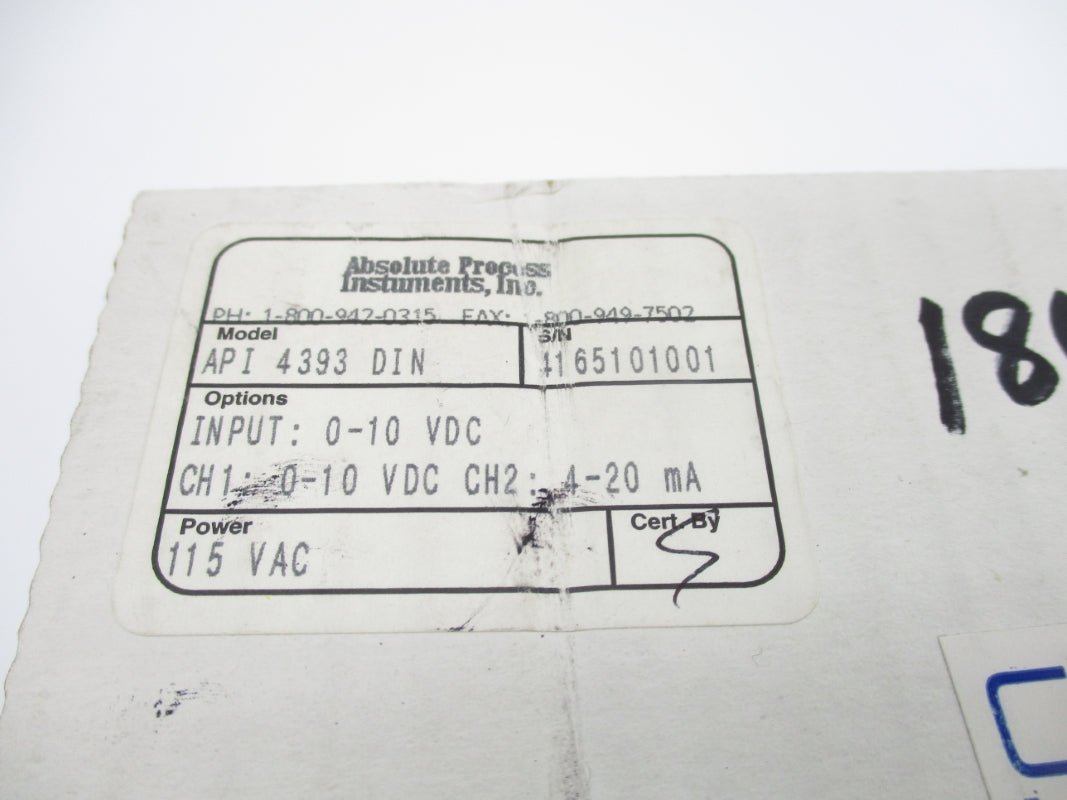 Absolute Process
Instuments, Inc.
PH: 1-800-942-0315 FAX: 800-949-7502
Model
API 4393 DIN
S/N
4165101001
Options
INPUT: 0-10 VDC
CH1: 0-10 VDC CH2: 4-20 mA
Power
115 VAC
Cert. By
18